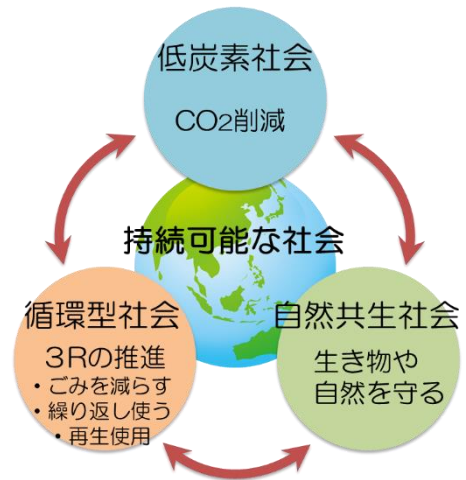 低炭素社会
CO2削減
持続可能な社会
循環型社会
3Rの推進
・ごみを減らす
・繰り返し使う
・再生使用
自然共生社会
生き物や
自然を守る